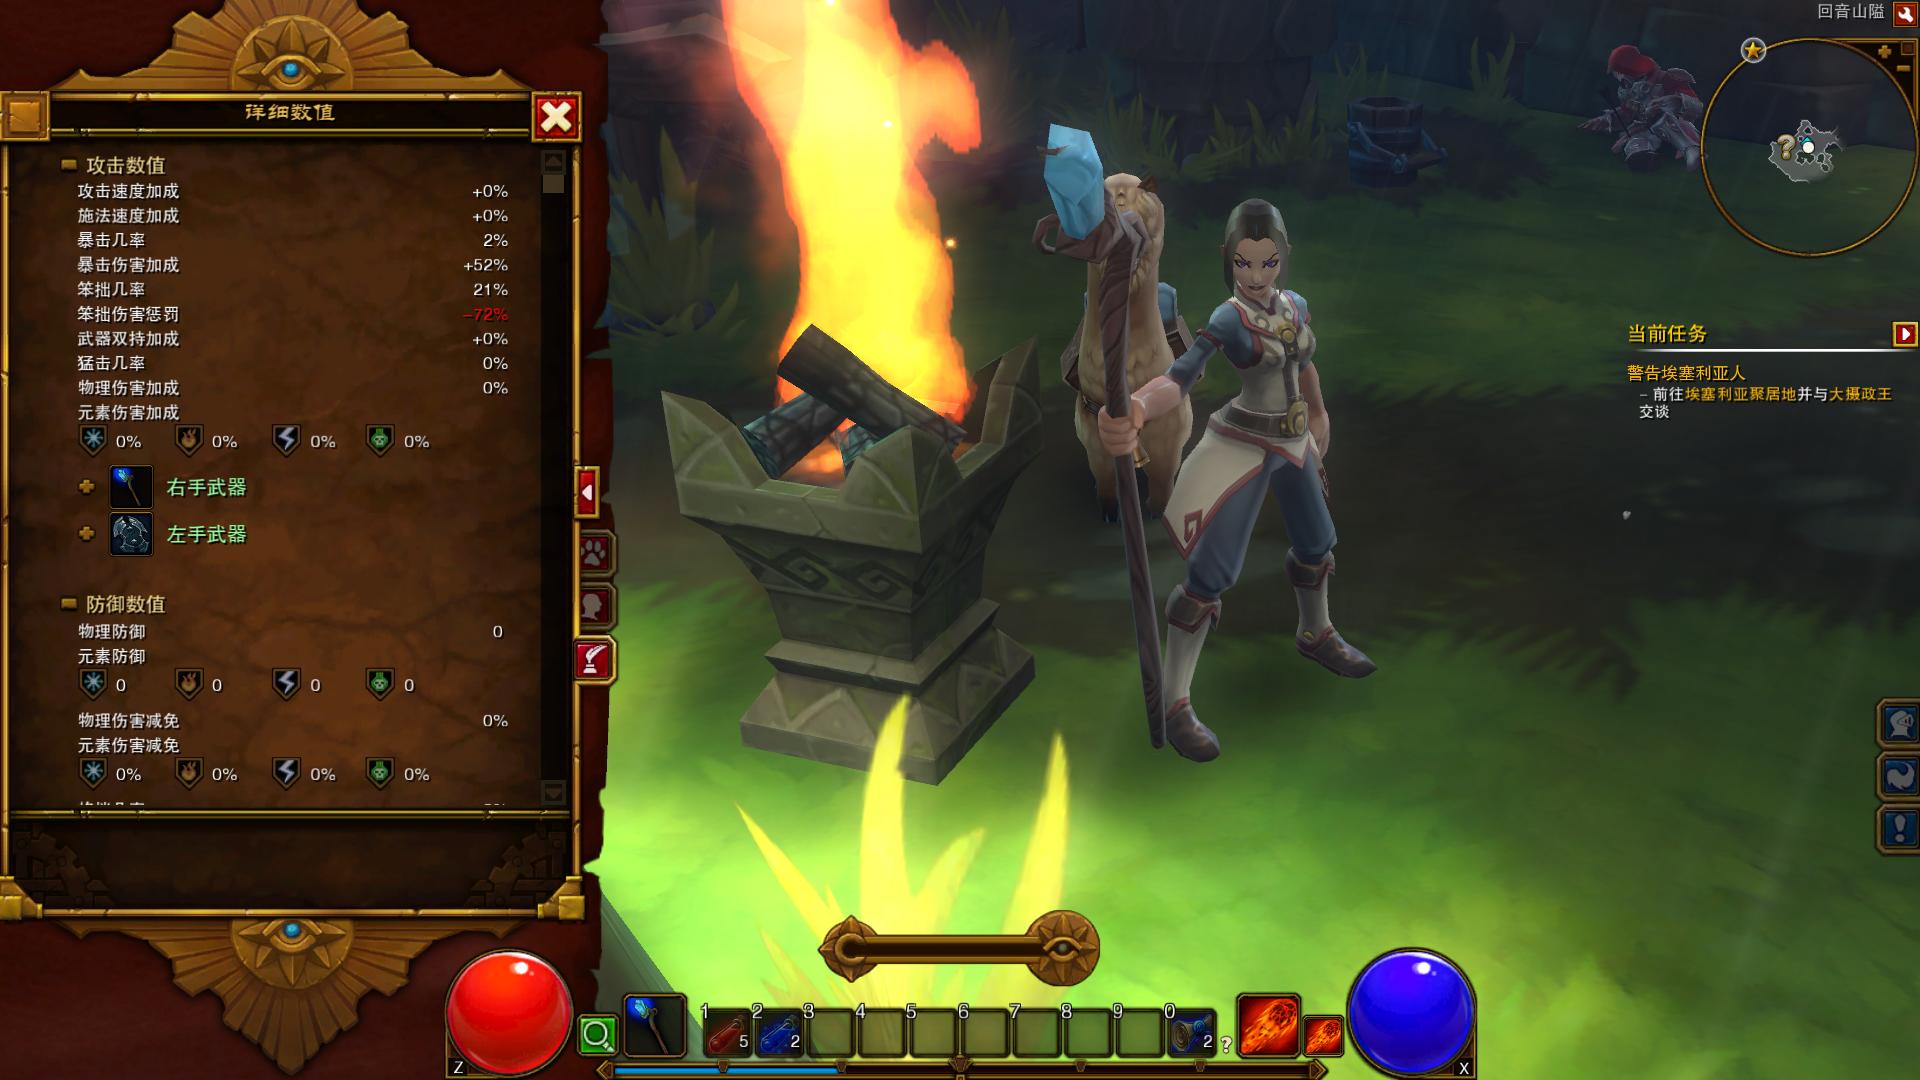 回音山隘
详细数值
攻击数值
攻击速度加成 +0%
施法速度加成 +0%
暴击几率 2%
暴击伤害加成 +52%
笨拙几率 21%
笨拙伤害惩罚 -72%
武器双持加成 +0%
猛击几率 0%
物理伤害加成 0%
元素伤害加成
0% 0% 0% 0%
右手武器
左手武器
防御数值
物理防御 0
元素防御
0 0 0 0
物理伤害减免 0%
元素伤害减免
0% 0% 0% 0%
当前任务
警告埃塞利亚人
- 前往埃塞利亚聚居地并与大摄政王
交谈
1 2 3 4 5 6 7 8 9 0
5 2 2 ?
Z X